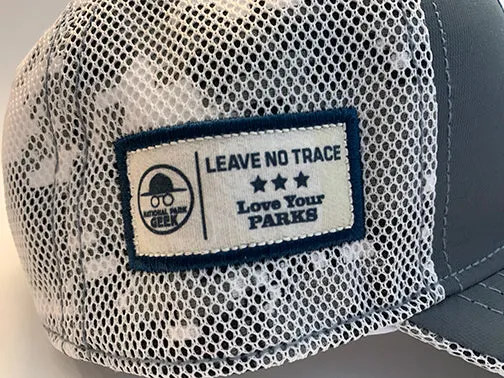 NATIONAL PARK
GEEK
LEAVE NO TRACE
★★★
Love Your
PARKS